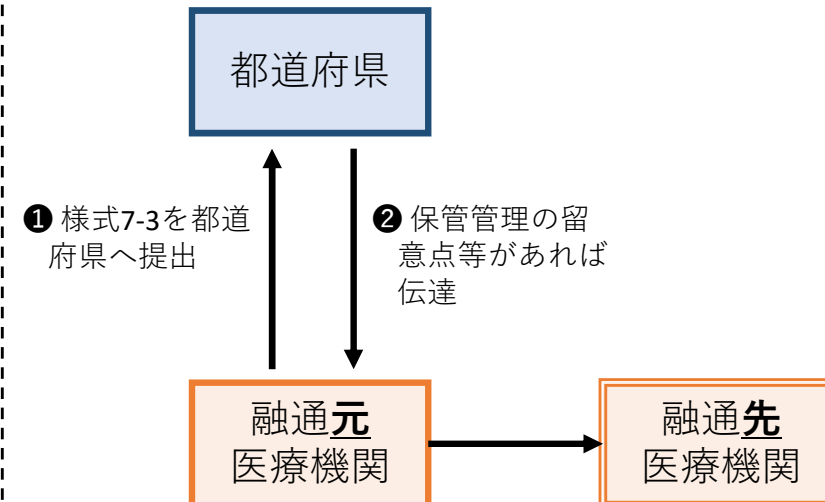 都道府県
❶ 様式7-3を都道
府県へ提出
❷ 保管管理の留
意点等があれば
伝達
融通元
医療機関
融通先
医療機関